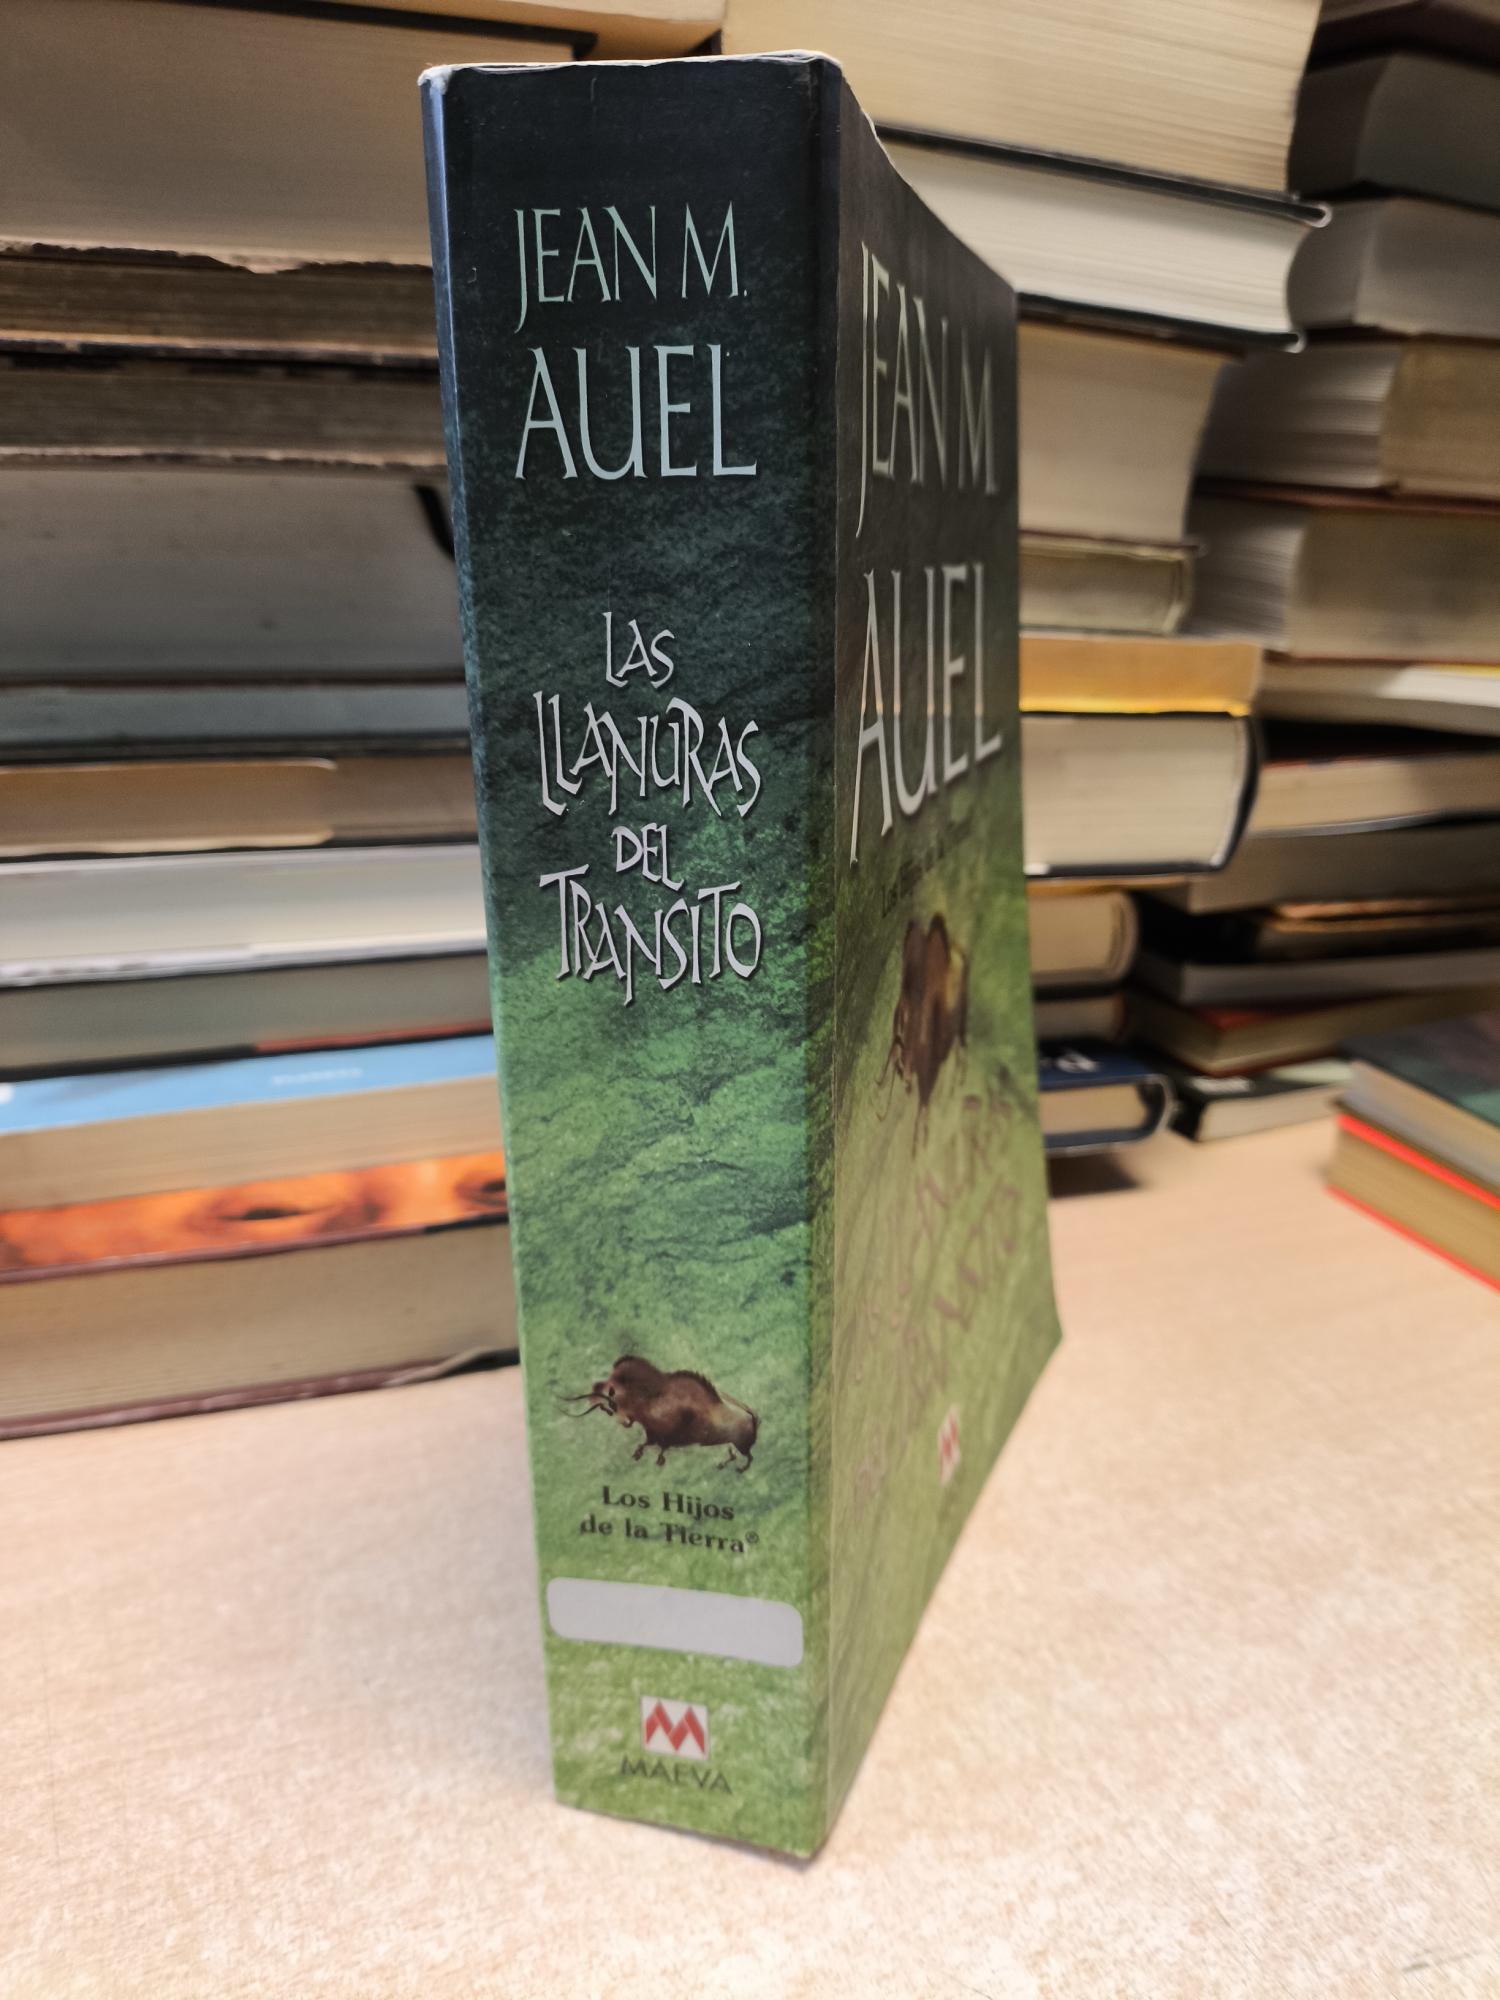 JEAN M.
AUEL
LAS
LLANURAS
DEL
TRANSITO
Los Hijos
de la Tierra®
MAEVA
JEAN M.
AUEL